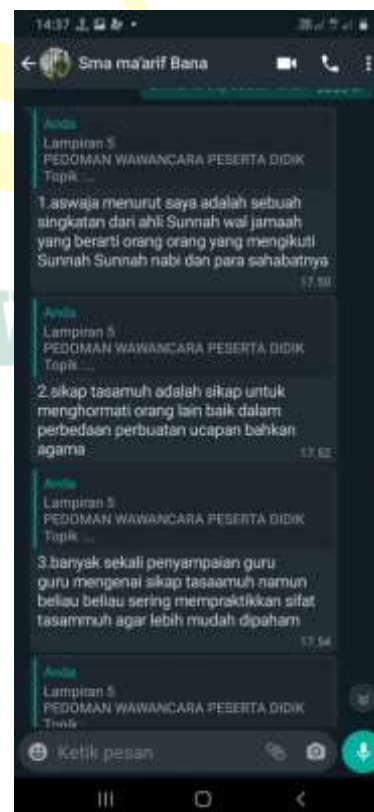 14:37
Sma ma'arif Bana
Anda
Lampiran 5
PEDOMAN WAWANCARA PESERTA DIDIK
Topik ...
1.aswaja menurut saya adalah sebuah
singkatan dari ahli Sunnah wal jamaah
yang berarti orang orang yang mengikuti
Sunnah Sunnah nabi dan para sahabatnya
17.50
Anda
Lampiran 5
PEDOMAN WAWANCARA PESERTA DIDIK
Topik ...
2.sikap tasamuh adalah sikap untuk
menghormati orang lain baik dalam
perbedaan perbuatan ucapan bahkan
agama
17.52
Anda
Lampiran 5
PEDOMAN WAWANCARA PESERTA DIDIK
Topik ...
3.banyak sekali penyampaian guru
guru mengenai sikap tasaamuh namun
beliau beliau sering mempraktikkan sifat
tasammuh agar lebih mudah dipaham
17.54
Anda
Lampiran 5
PEDOMAN WAWANCARA PESERTA DIDIK
Topik
Ketik pesan